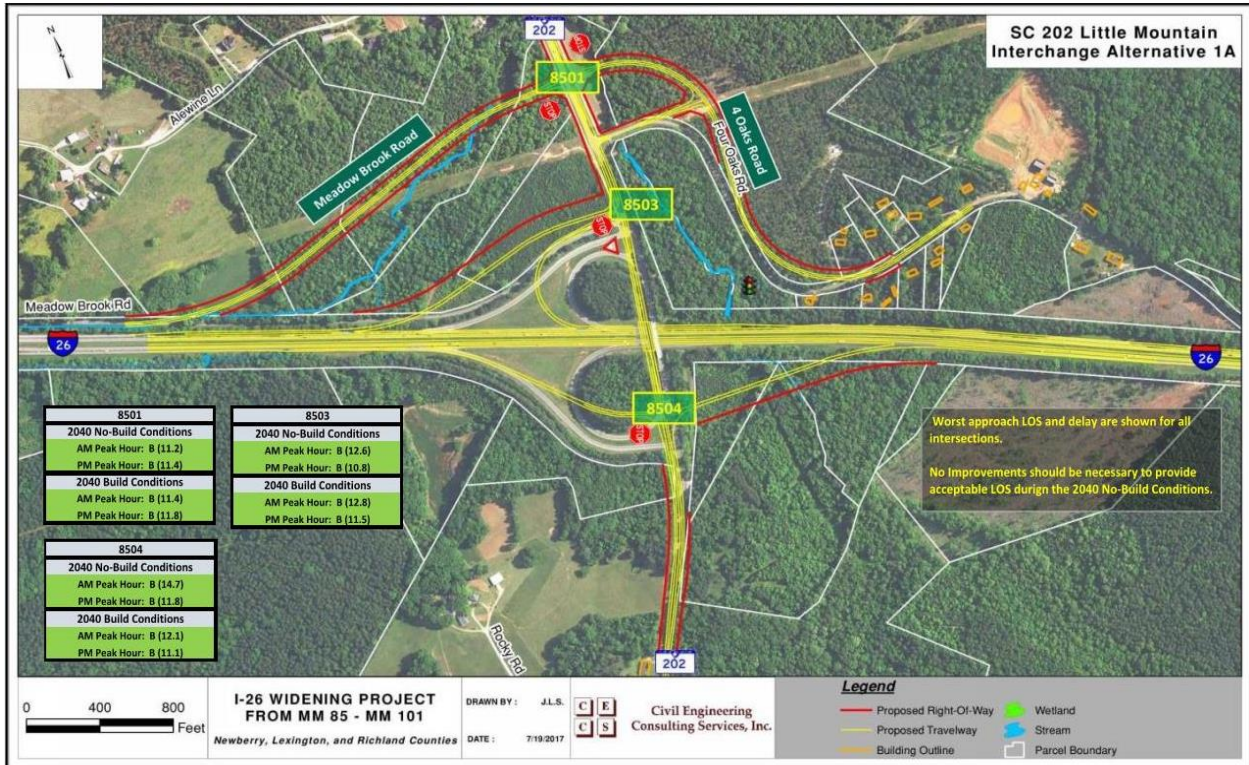 SC 202 Little Mountain
Interchange Alternative 1A
N
202
STOP
8501
STOP
Alewine Ln
Meadow Brook Road
4 Oaks Road
Four Oaks Rd.
8503
STOP
Meadow Brook Rd
26
26
8504
STOP
8501
2040 No-Build Conditions
AM Peak Hour: B (11.2)
PM Peak Hour: B (11.4)
2040 Build Conditions
AM Peak Hour: B (11.4)
PM Peak Hour: B (11.8)
8503
2040 No-Build Conditions
AM Peak Hour: B (12.6)
PM Peak Hour: B (10.8)
2040 Build Conditions
AM Peak Hour: B (12.8)
PM Peak Hour: B (11.5)
8504
2040 No-Build Conditions
AM Peak Hour: B (14.7)
PM Peak Hour: B (11.8)
2040 Build Conditions
AM Peak Hour: B (12.1)
PM Peak Hour: B (11.1)
Worst approach LOS and delay are shown for all
intersections.
No Improvements should be necessary to provide
acceptable LOS durign the 2040 No-Build Conditions.
Rocky Rd
202
0 400 800
Feet
I-26 WIDENING PROJECT
FROM MM 85 - MM 101
Newberry, Lexington, and Richland Counties
DRAWN BY : J.L.S.
DATE : 7/19/2017
C E
C S
Civil Engineering
Consulting Services, Inc.
Legend
Proposed Right-Of-Way
Proposed Travelway
Building Outline
Wetland
Stream
Parcel Boundary